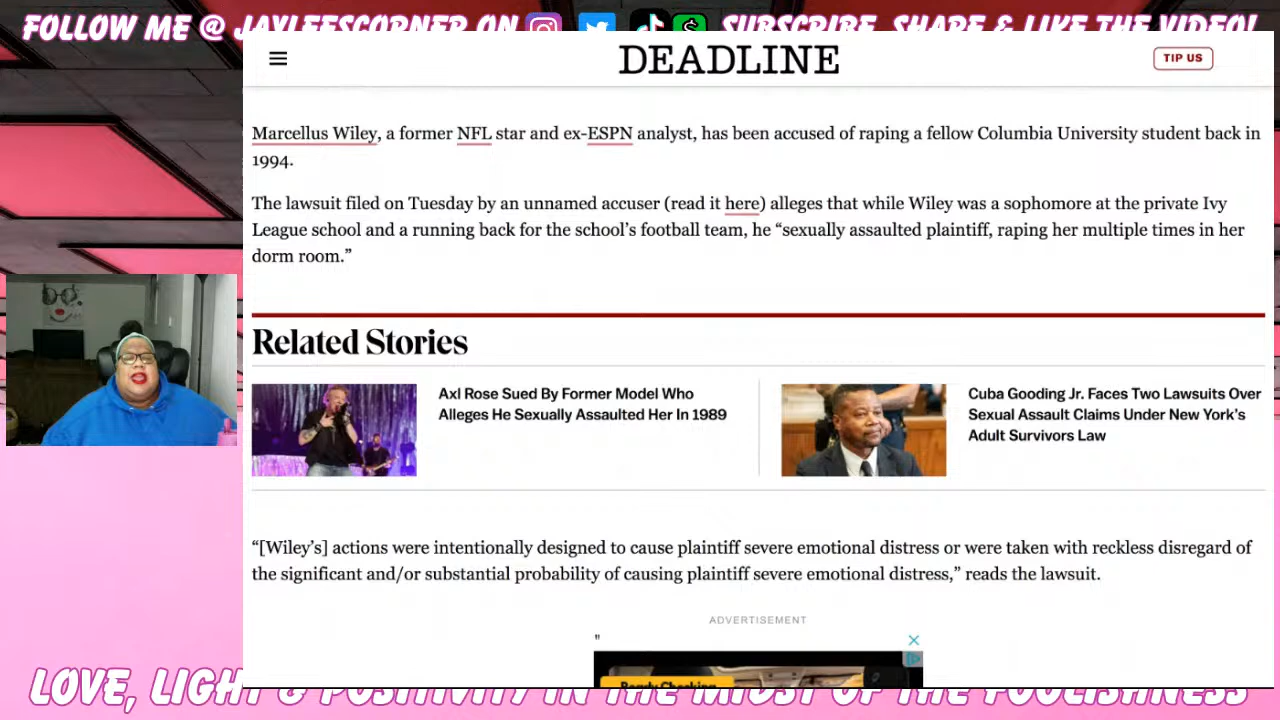 FOLLOW ME @ JAYLEESCORNER ON
SUBSCRIBE, SHARE & LIKE THE VIDEO!
DEADLINE
TIP US
Marcellus Wiley, a former NFL star and ex-ESPN analyst, has been accused of raping a fellow Columbia University student back in
1994.
The lawsuit filed on Tuesday by an unnamed accuser (read it here) alleges that while Wiley was a sophomore at the private Ivy
League school and a running back for the school’s football team, he “sexually assaulted plaintiff, raping her multiple times in her
dorm room.”
Related Stories
Axl Rose Sued By Former Model Who
Alleges He Sexually Assaulted Her In 1989
Cuba Gooding Jr. Faces Two Lawsuits Over
Sexual Assault Claims Under New York’s
Adult Survivors Law
“[Wiley’s] actions were intentionally designed to cause plaintiff severe emotional distress or were taken with reckless disregard of
the significant and/or substantial probability of causing plaintiff severe emotional distress,” reads the lawsuit.
ADVERTISEMENT
"
Ready Checking
LOVE, LIGHT & POSITIVITY IN THE MIDST OF THE FOOLISHNESS